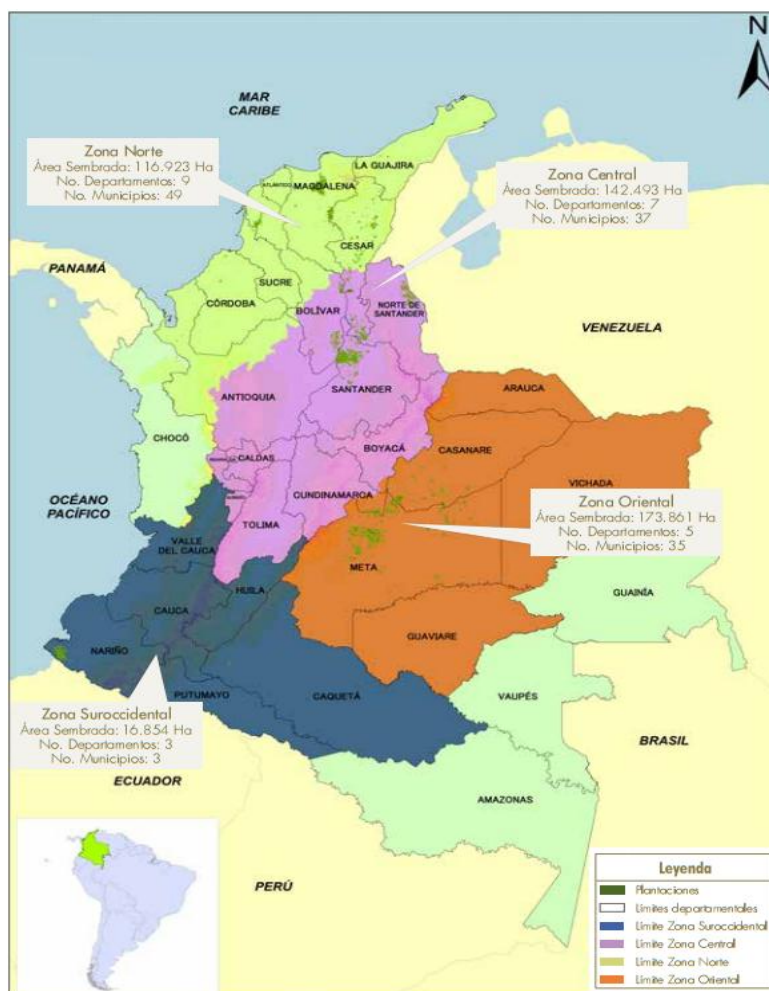 N
MAR
CARIBE
Zona Norte
Área Sembrada: 116.923 Ha
No. Departamentos: 9
No. Municipios: 49
LA GUAJIRA
ATLÁNTICO
MAGDALENA
Zona Central
Área Sembrada: 142.493 Ha
No. Departamentos: 7
No. Municipios: 37
CESAR
PANAMÁ
SUCRE
CÓRDOBA
BOLÍVAR
NORTE DE
SANTANDER
VENEZUELA
ANTIOQUIA
SANTANDER
ARAUCA
CHOCÓ
BOYACÁ
CASANARE
CALDAS
OCÉANO
PACÍFICO
CUNDINAMARCA
VICHADA
Zona Oriental
Área Sembrada: 173.861 Ha
No. Departamentos: 5
No. Municipios: 35
TOLIMA
VALLE
DEL CAUCA
META
HUILA
GUAINÍA
CAUCA
GUAVIARE
NARIÑO
PUTUMAYO
CAQUETÁ
VAUPÉS
Zona Suroccidental
Área Sembrada: 16.854 Ha
No. Departamentos: 3
No. Municipios: 3
BRASIL
ECUADOR
AMAZONAS
PERÚ
Leyenda
Plantaciones
Límites departamentales
Límite Zona Suroccidental
Límite Zona Central
Límite Zona Norte
Límite Zona Oriental